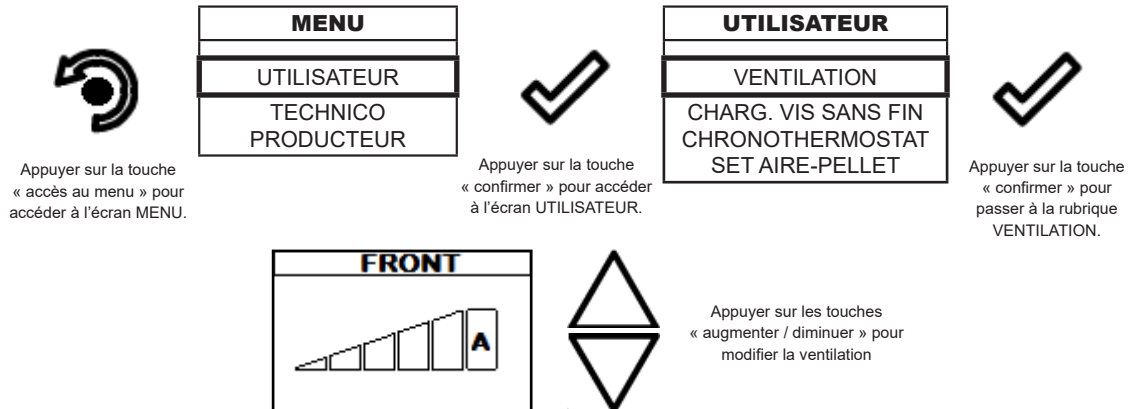 MENU
UTILISATEUR
TECHNICO
PRODUCTEUR
UTILISATEUR
VENTILATION
CHARG. VIS SANS FIN
CHRONOTHERMOSTAT
SET AIRE-PELLET
Appuyer sur la touche
« accès au menu » pour
accéder à l'écran MENU.
Appuyer sur la touche
« confirmer » pour accéder
à l'écran UTILISATEUR.
Appuyer sur la touche
« confirmer » pour
passer à la rubrique
VENTILATION.
FRONT
A
Appuyer sur les touches
« augmenter / diminuer » pour
modifier la ventilation